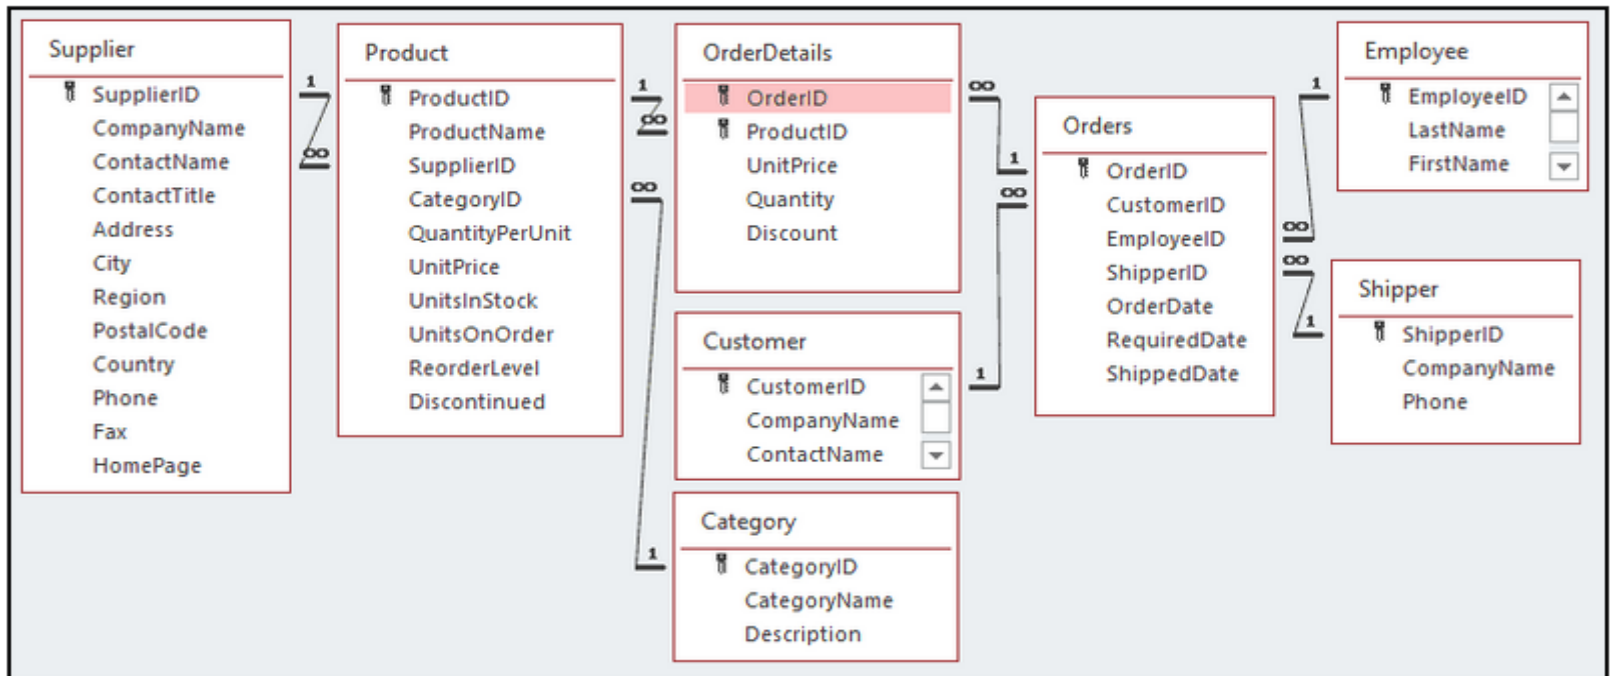 Supplier
SupplierID
CompanyName
ContactName
ContactTitle
Address
City
Region
PostalCode
Country
Phone
Fax
HomePage
1
∞
Product
ProductID
ProductName
SupplierID
CategoryID
QuantityPerUnit
UnitPrice
UnitsInStock
UnitsOnOrder
ReorderLevel
Discontinued
1
∞
∞
1
OrderDetails
OrderID
ProductID
UnitPrice
Quantity
Discount
∞
1
Customer
CustomerID
CompanyName
ContactName
∞
1
Category
CategoryID
CategoryName
Description
Orders
OrderID
CustomerID
EmployeeID
ShipperID
OrderDate
RequiredDate
ShippedDate
1
∞
∞
1
Employee
EmployeeID
LastName
FirstName
Shipper
ShipperID
CompanyName
Phone